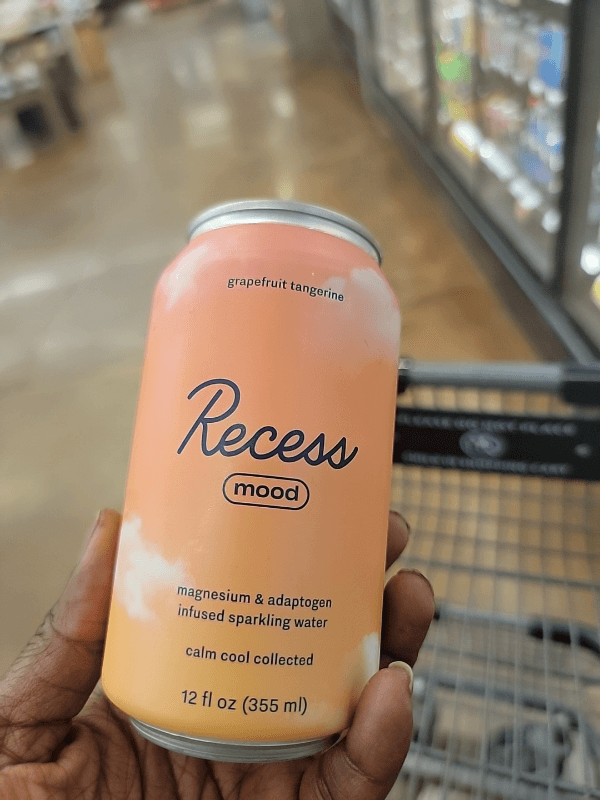 grapefruit tangerine
Recess
mood
magnesium & adaptogen
infused sparkling water
calm cool collected
12 fl oz (355 ml)